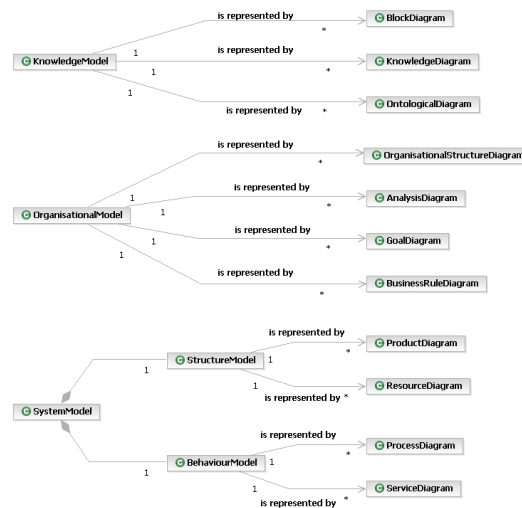 is represented by
C BlockDiagram
*
1
C KnowledgeModel
is represented by
C KnowledgeDiagram
1
*
1
C OntologicalDiagram
is represented by
*
is represented by
C OrganisationalStructureDiagram
*
is represented by
C AnalysisDiagram
1
*
C OrganisationalModel
1
is represented by
C GoalDiagram
1
*
1
is represented by
C BusinessRuleDiagram
*
is represented by
C ProductDiagram
*
C StructureModel
1
1
1
C ResourceDiagram
is represented by
*
C SystemModel
is represented by
C ProcessDiagram
*
C BehaviourModel
1
1
1
C ServiceDiagram
is represented by
*